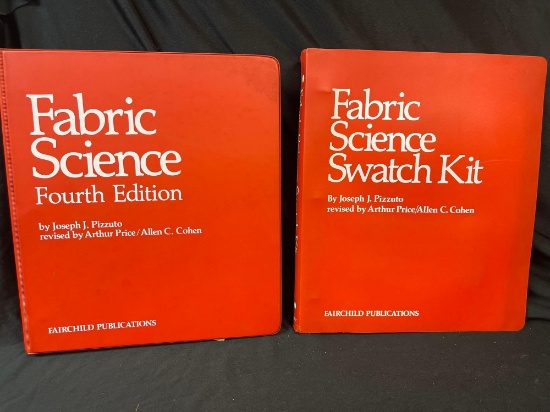 Fabric
Science
Fourth Edition
by Joseph J. Pizzuto
revised by Arthur Price/Allen C. Cohen
FAIRCHILD PUBLICATIONS
Fabric
Science
Swatch Kit
By Joseph J. Pizzuto
revised by Arthur Price/Allen C. Cohen
FAIRCHILD PUBLICATIONS